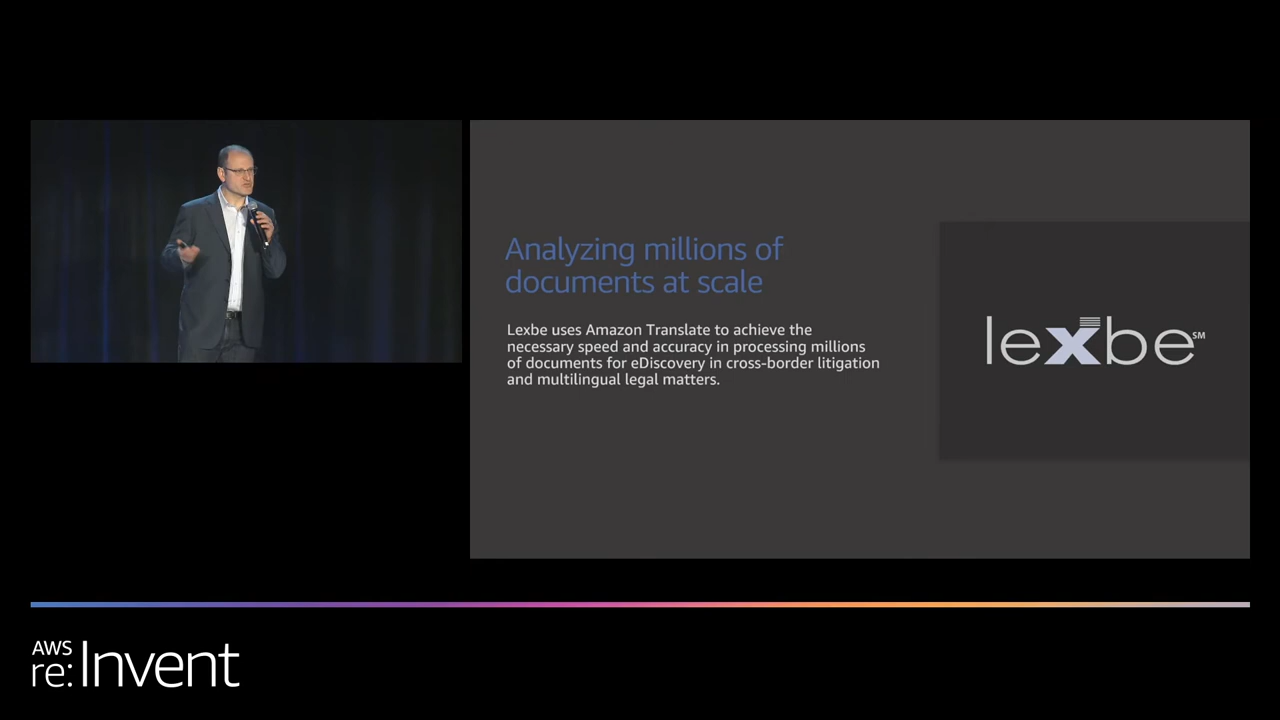 Analyzing millions of
documents at scale
Lexbe uses Amazon Translate to achieve the
necessary speed and accuracy in processing millions
of documents for eDiscovery in cross-border litigation
and multilingual legal matters.
lexbe SM
AWS
re:Invent